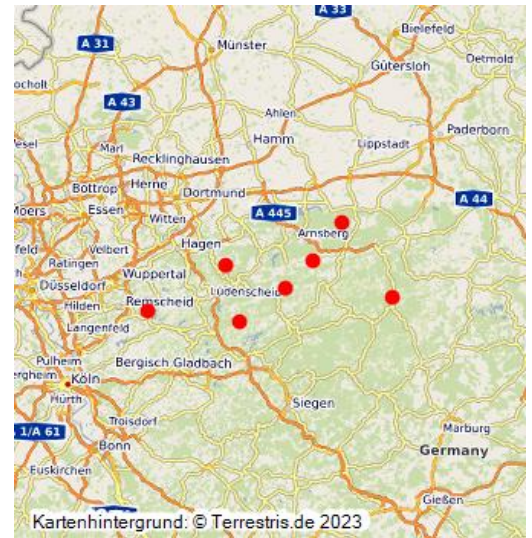 A 33
A 31
Bielefeld
Münster
Detmold
ocholt
Gütersloh
A 43
Ahlen
Paderborn
Marl
Hamm
Lippstadt
esel
Recklinghausen
Bottrop
Herne
Dortmund
A 44
Moers
Essen
Witten
A 445
Arnsberg
feld
Velbert
Hagen
Ratingen
Wuppertal
Düsseldorf
Lüdenscheid
Hilden
Remscheid
Langenfeld
Pulheim
Bergisch Gladbach
ergheim
Köln
Hürth
Siegen
Troisdorf
Marburg
1/A 61
Bonn
Germany
Euskirchen
Gießen
Kartenhintergrund: © Terrestris.de 2023